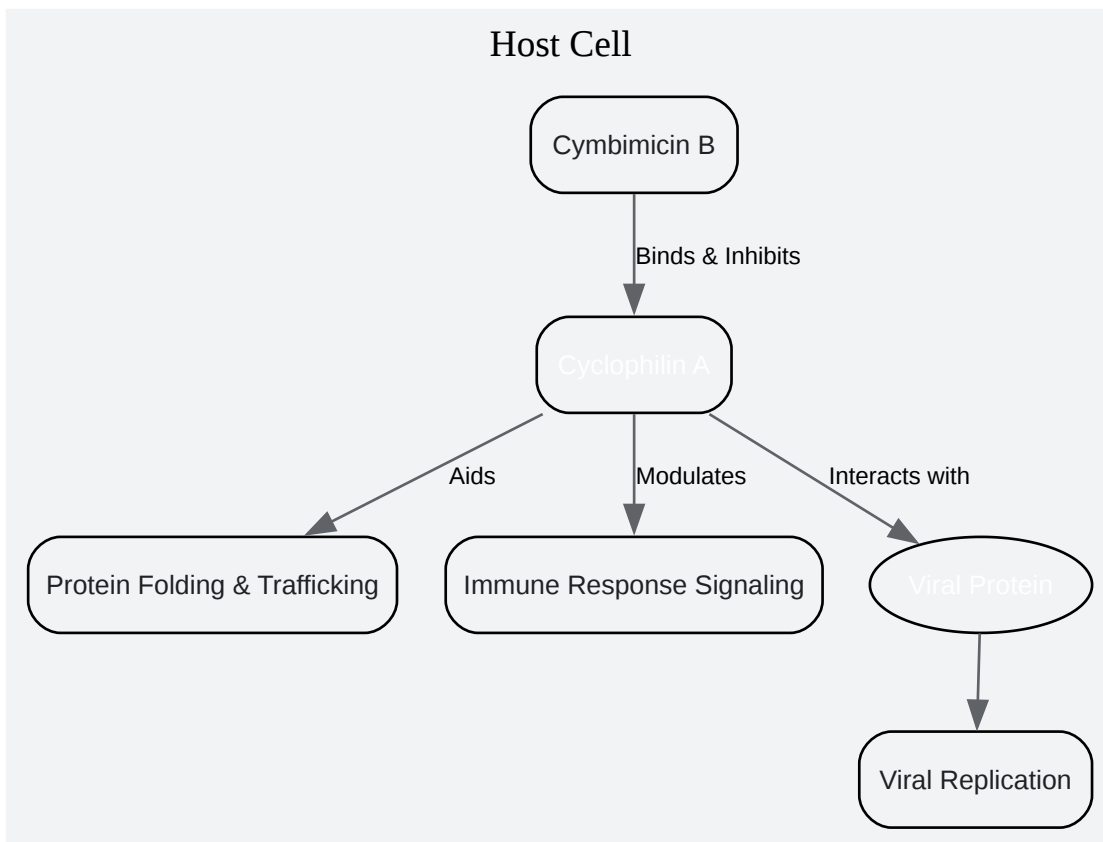 Host Cell
Cymbimicin B
Binds & Inhibits
Cyclophilin A
Aids
Modulates
Interacts with
Protein Folding & Trafficking
Immune Response Signaling
Viral Protein
Viral Replication